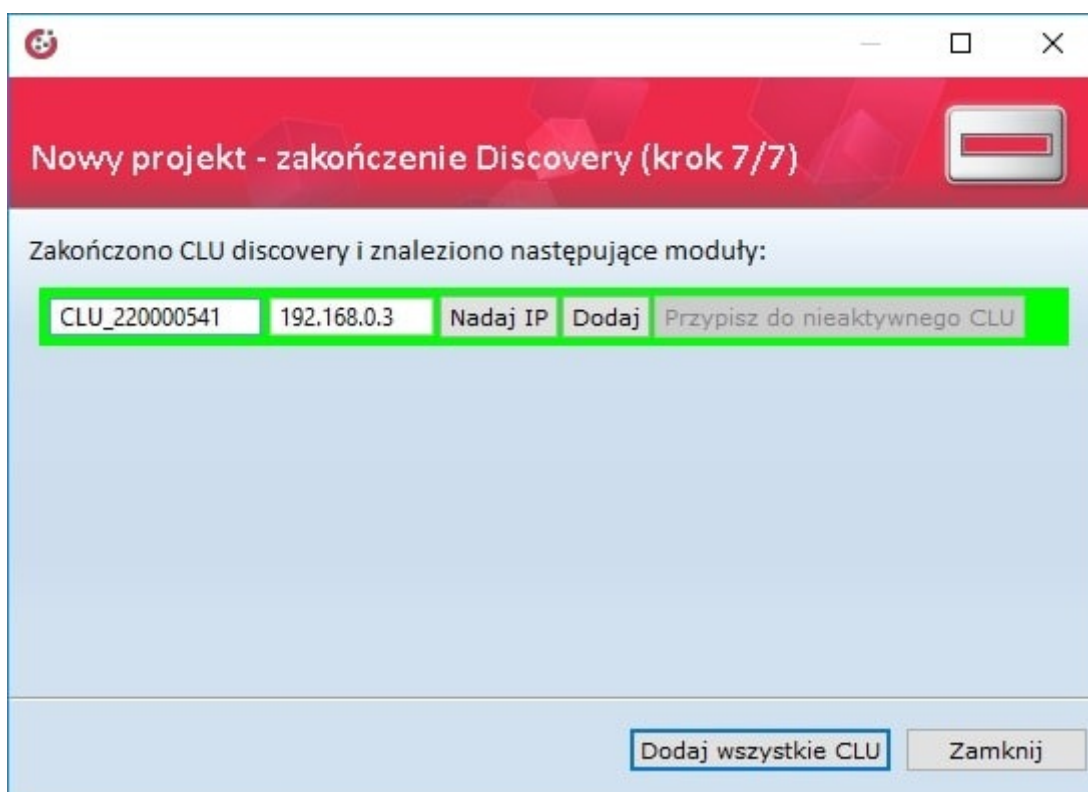 Nowy projekt - zakończenie Discovery (krok 7/7)
Zakończono CLU discovery i znaleziono następujące moduły:
CLU_220000541 192.168.0.3 Nadaj IP Dodaj Przypisz do nieaktywnego CLU
Dodaj wszystkie CLU Zamknij